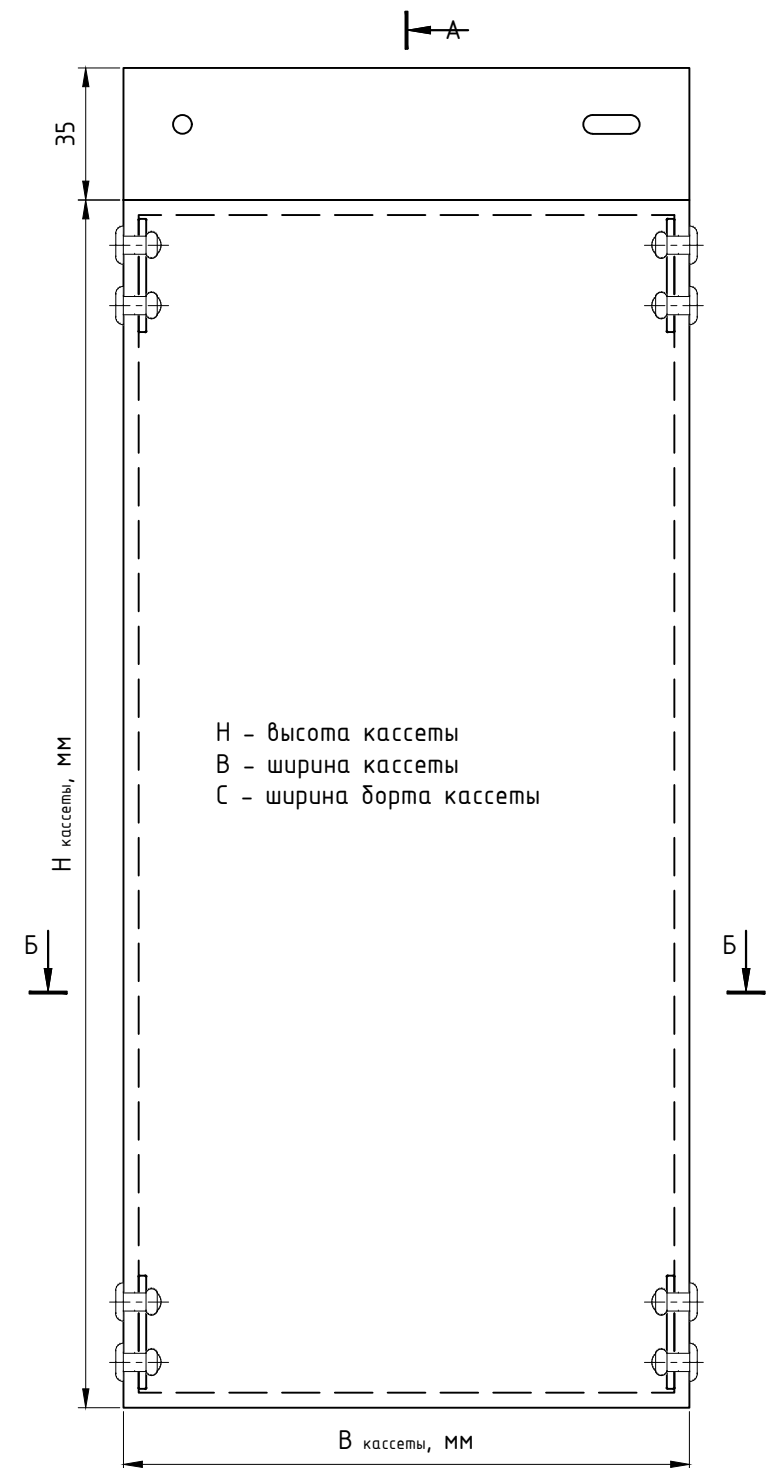 А
35
Н - высота кассеты
В - ширина кассеты
С - ширина борта кассеты
Н кассеты, мм
Б
Б
В кассеты, мм